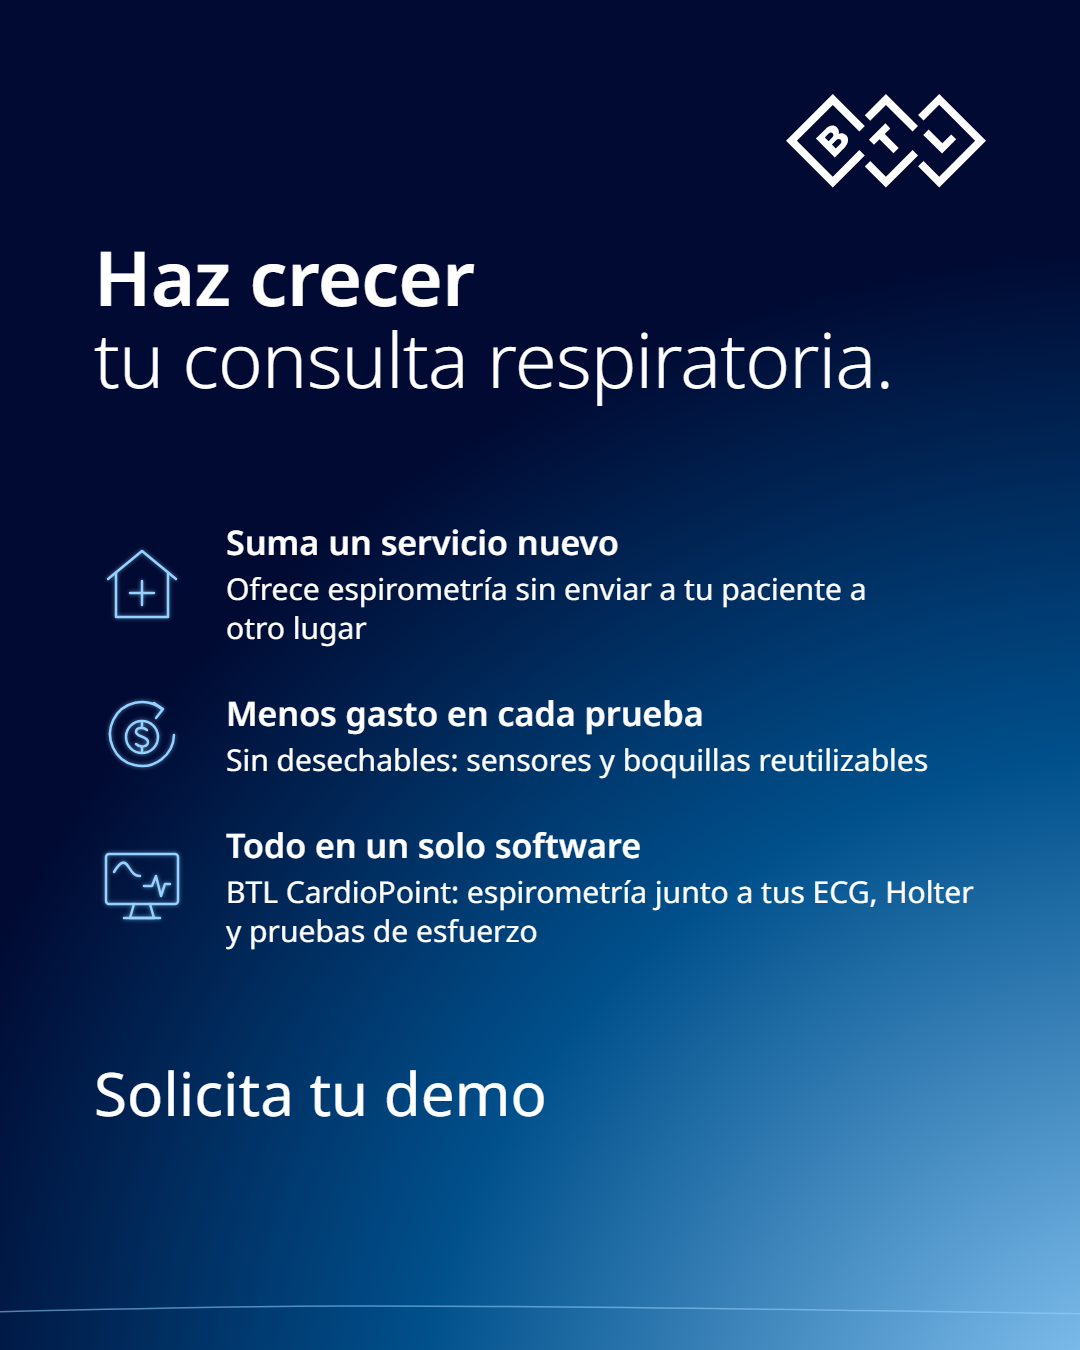 BTL
Haz crecer
tu consulta respiratoria.
Suma un servicio nuevo
Ofrece espirometría sin enviar a tu paciente a
otro lugar
Menos gasto en cada prueba
Sin desechables: sensores y boquillas reutilizables
Todo en un solo software
BTL CardioPoint: espirometría junto a tus ECG, Holter
y pruebas de esfuerzo
Solicita tu demo